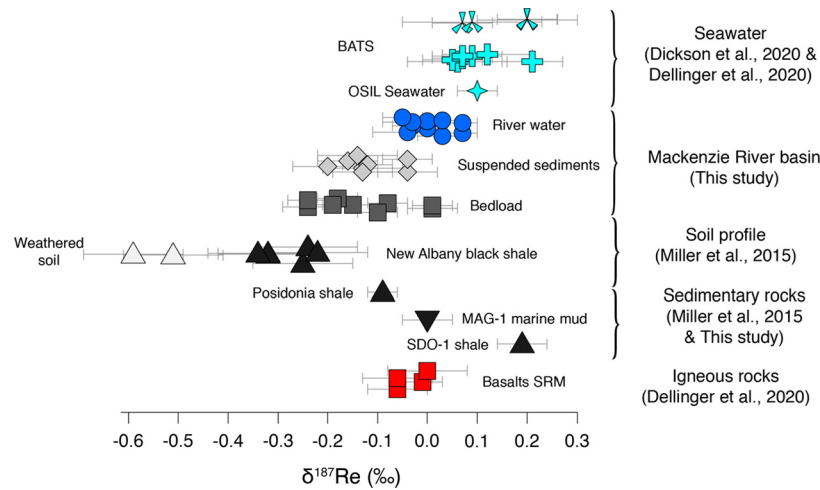 BATS
Seawater
(Dickson et al., 2020 &
Dellinger et al., 2020)
OSIL Seawater
River water
Suspended sediments
Mackenzie River basin
(This study)
Bedload
Weathered
soil
New Albany black shale
Soil profile
(Miller et al., 2015)
Posidonia shale
MAG-1 marine mud
SDO-1 shale
Sedimentary rocks
(Miller et al., 2015
& This study)
Basalts SRM
Igneous rocks
(Dellinger et al., 2020)
-0.6 -0.5 -0.4 -0.3 -0.2 -0.1 0.0 0.1 0.2 0.3
δ¹⁸⁷Re (‰)